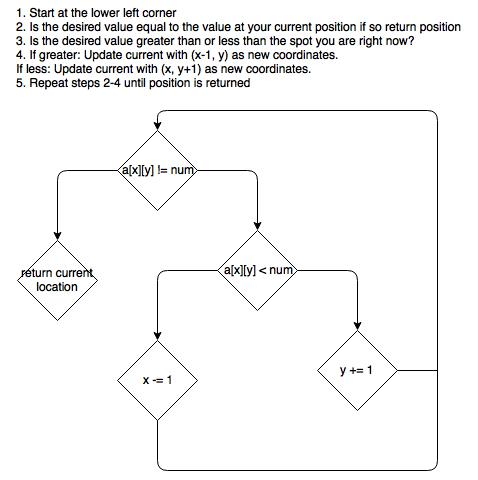 1. Start at the lower left corner
2. Is the desired value equal to the value at your current position if so return position
3. Is the desired value greater than or less than the spot you are right now?
4. If greater: Update current with (x-1, y) as new coordinates.
If less: Update current with (x, y+1) as new coordinates.
5. Repeat steps 2-4 until position is returned
a[x][y] != num
return current
location
a[x][y] < num
x -= 1
y += 1